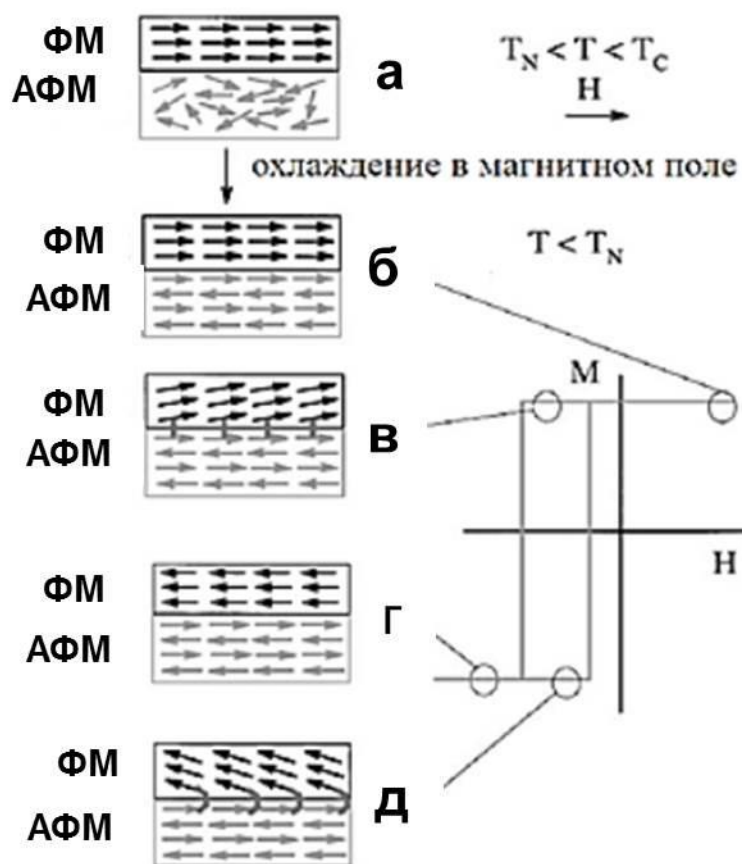 ФМ
АФМ
а
T_N < T < T_C
H
охлаждение в магнитном поле
ФМ
АФМ
б
T < T_N
ФМ
АФМ
в
M
H
ФМ
АФМ
г
ФМ
АФМ
д